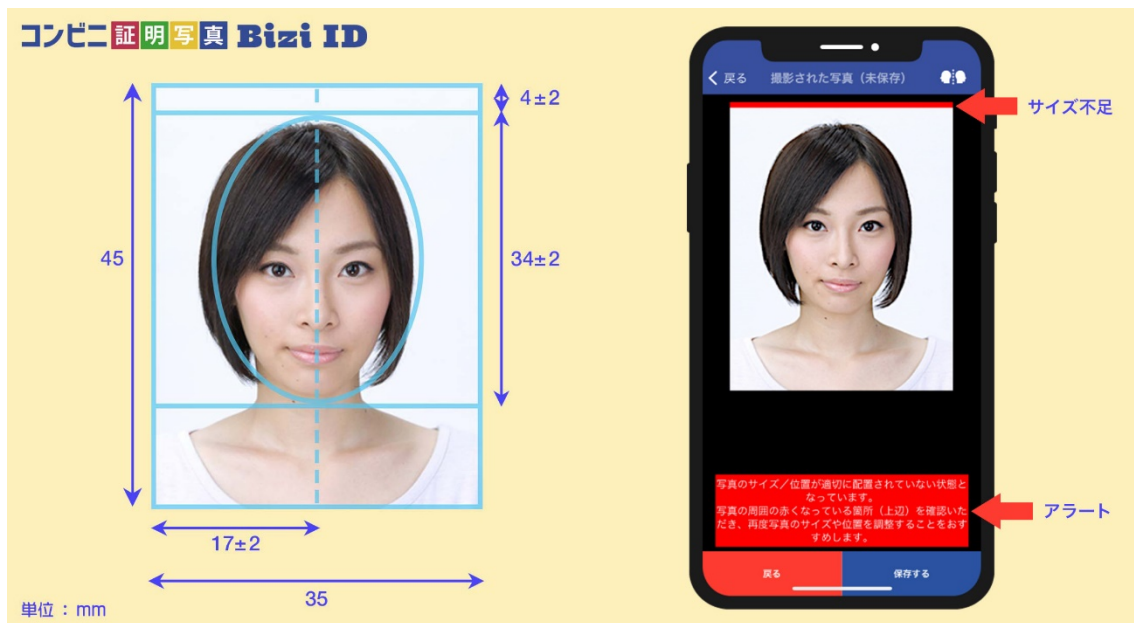 コンビニ証明写真 Bizi ID
4±2
45
34±2
17±2
35
単位：mm
戻る 撮影された写真（未保存）
サイズ不足
写真のサイズ／位置が適切に配置されていない状態と
なっています。
写真の周囲の赤くなっている箇所（上辺）を確認いた
だき、再度写真のサイズや位置を調整することをおす
すめします。
アラート
戻る 保存する